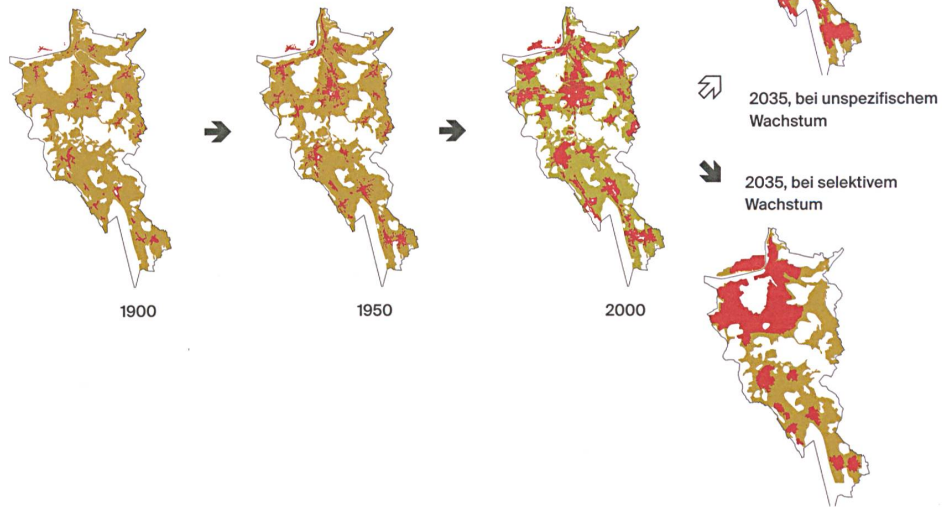 2035, bei unspezifischem
Wachstum
2035, bei selektivem
Wachstum
1900
1950
2000